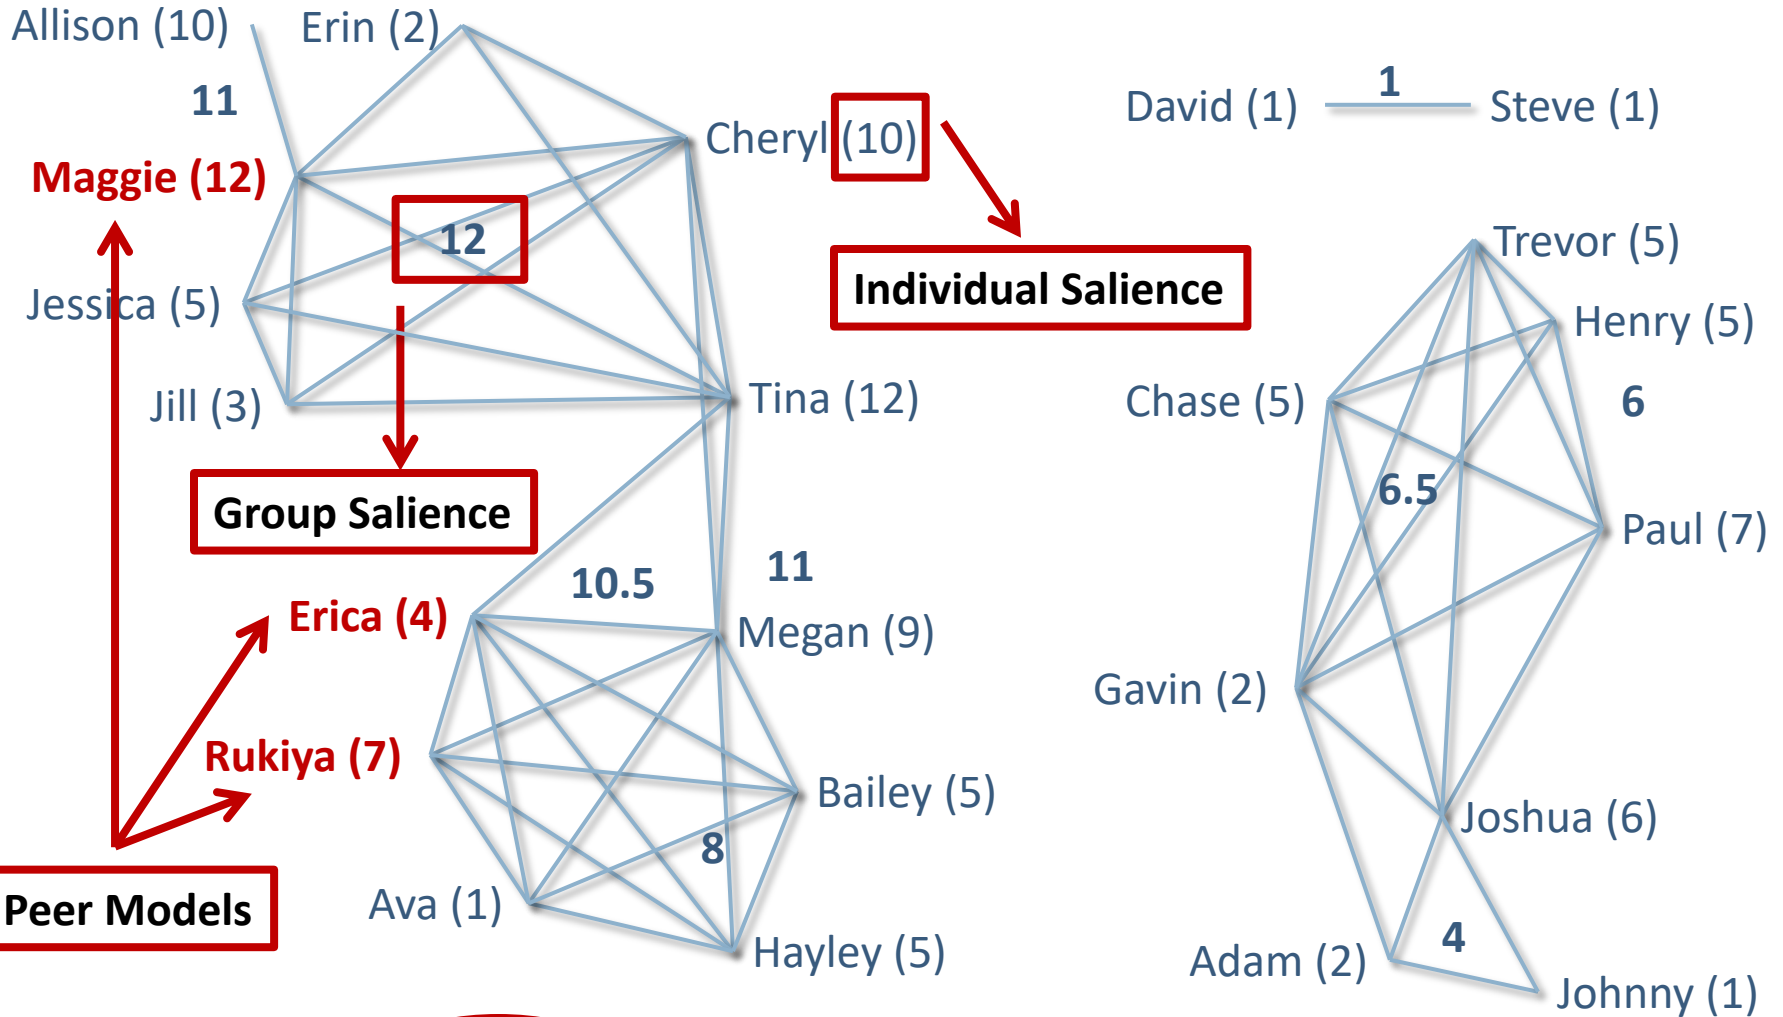 Allison (10)
Erin (2)
11
Maggie (12)
Cheryl (10)
12
Jessica (5)
Individual Salience
Jill (3)
Tina (12)
Group Salience
10.5
11
Erica (4)
Megan (9)
Rukiya (7)
Bailey (5)
8
Ava (1)
Peer Models
Hayley (5)
David (1)
1
Steve (1)
Trevor (5)
Henry (5)
Chase (5)
6
6.5
Paul (7)
Gavin (2)
Joshua (6)
Adam (2)
4
Johnny (1)